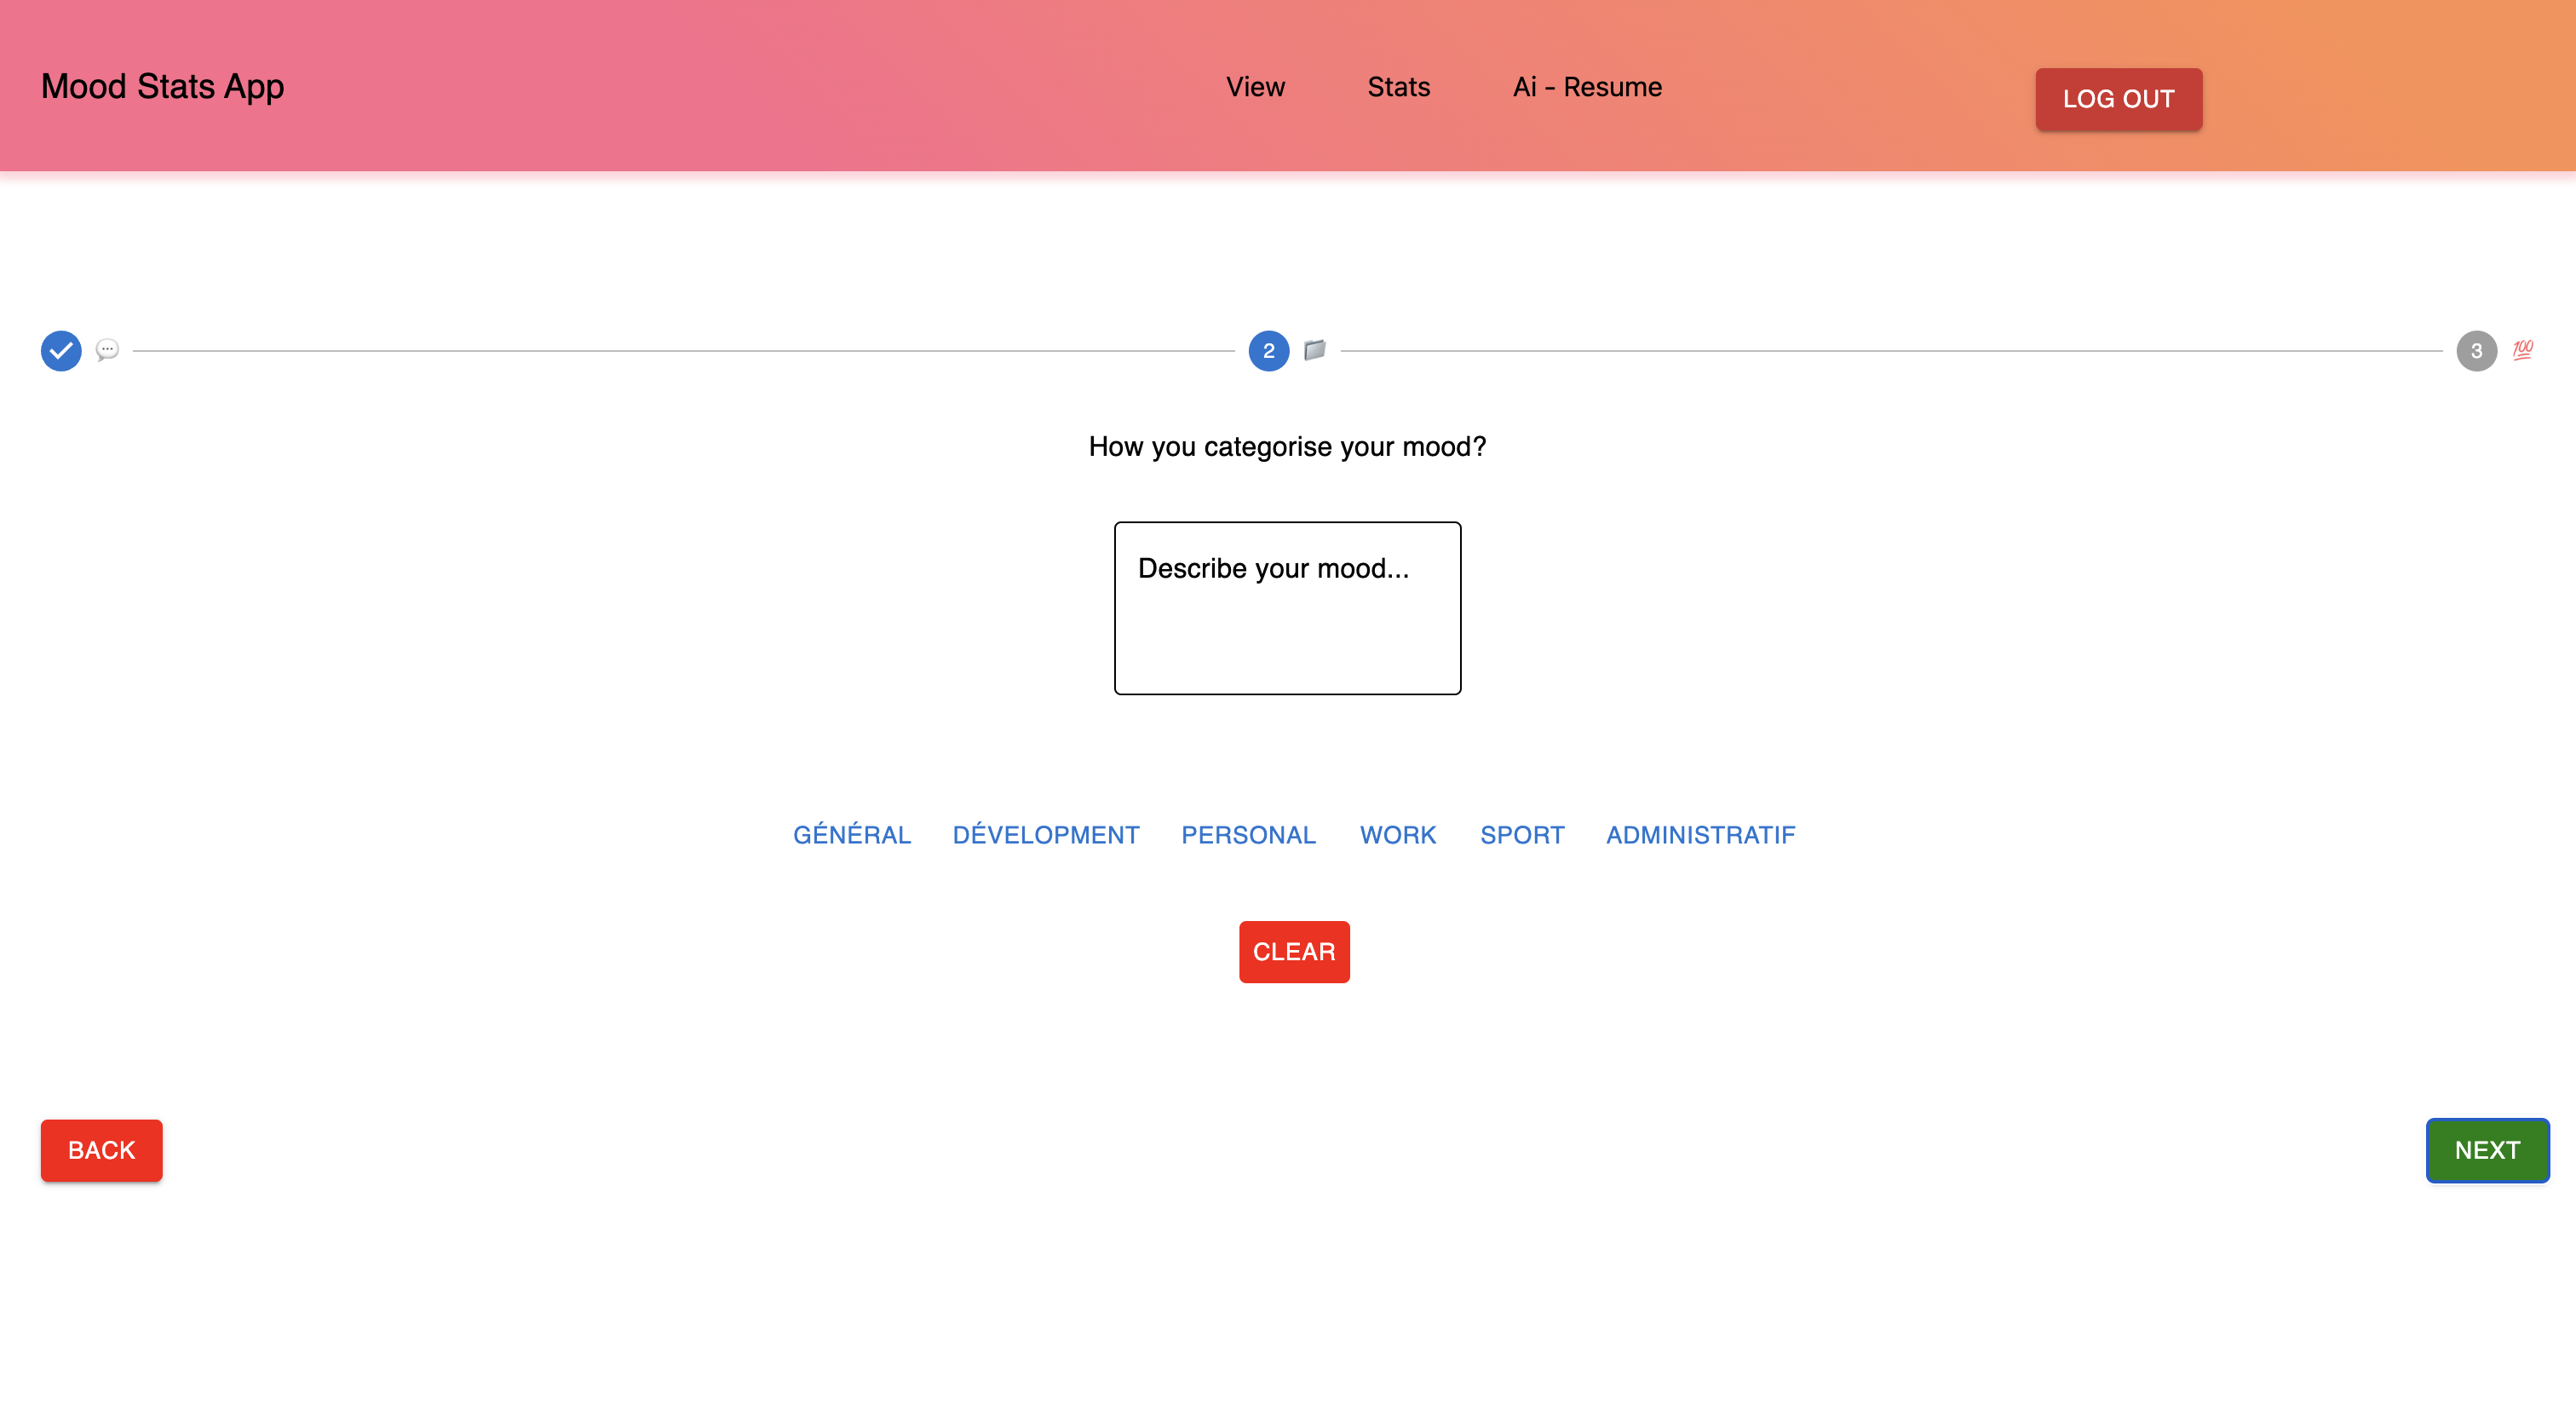 Mood Stats App
View Stats Ai - Resume
LOG OUT
2
3 💯
How you categorise your mood?
Describe your mood...
GÉNÉRAL DÉVELOPMENT PERSONAL WORK SPORT ADMINISTRATIF
CLEAR
BACK
NEXT